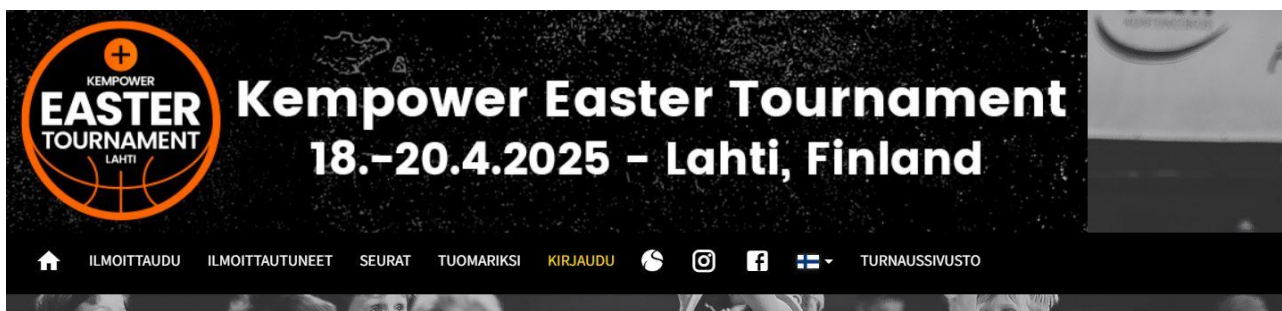 KEMPOWER
EASTER
TOURNAMENT
LAHTI
Kempower Easter Tournament
18.–20.4.2025 – Lahti, Finland
ILMOITTAUDU ILMOITTAUTUNEET SEURAT TUOMARIKSI KIRJAUDU TURNAUSSIVUSTO